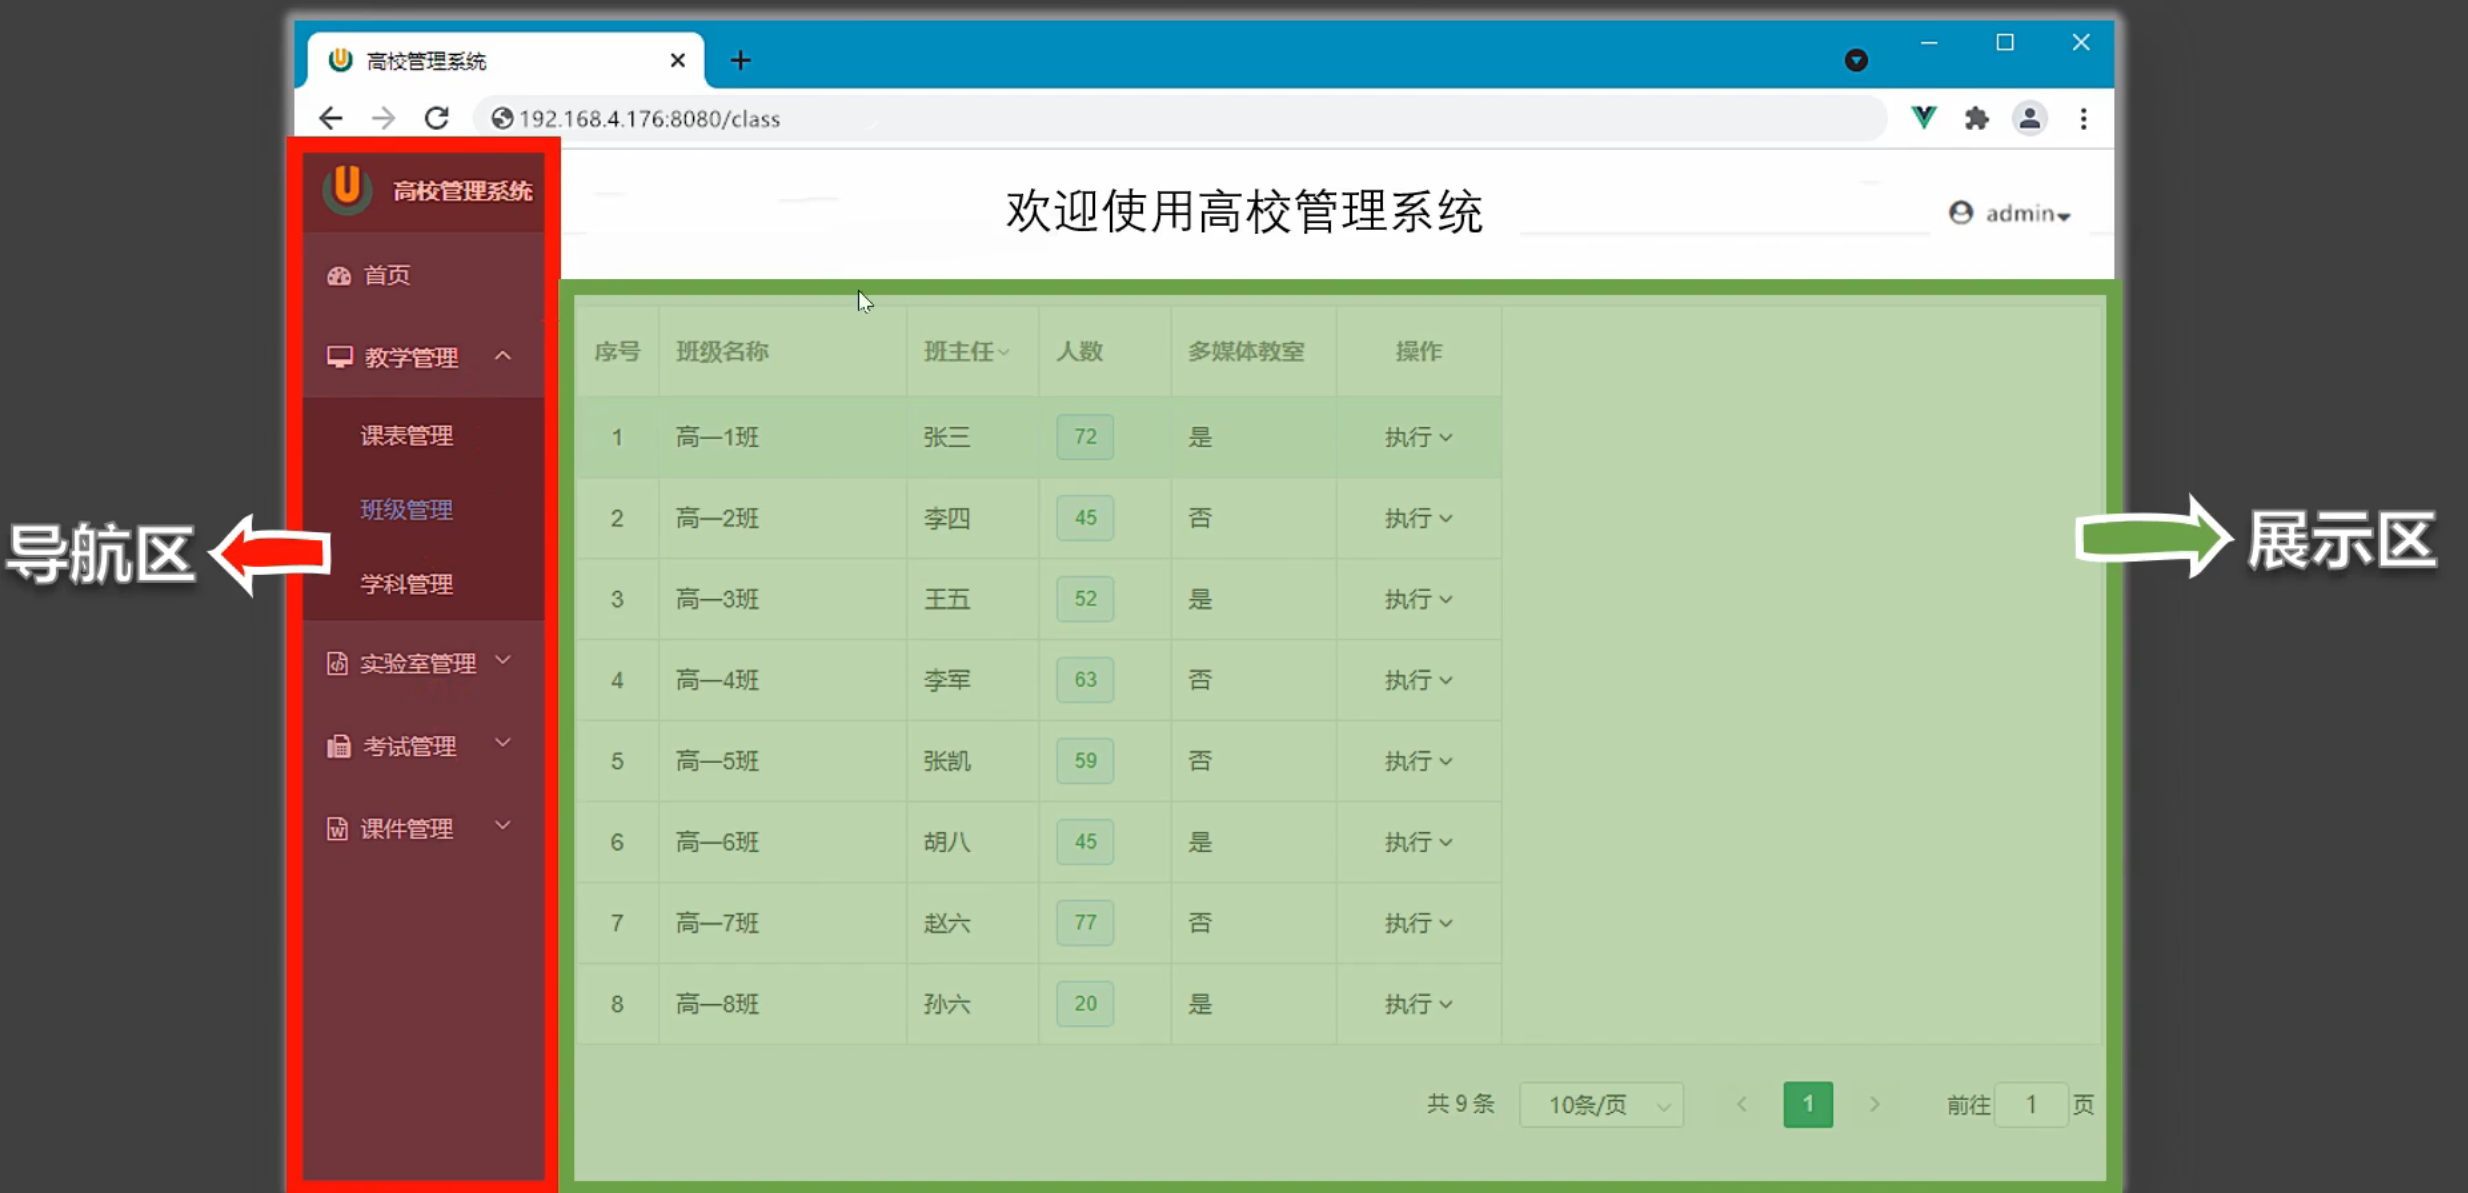 高校管理系统
192.168.4.176:8080/class
高校管理系统
欢迎使用高校管理系统
admin
首页
教学管理
课表管理
班级管理
学科管理
实验室管理
考试管理
课件管理
导航区
展示区
序号 班级名称 班主任 人数 多媒体教室 操作
1 高一1班 张三 72 是 执行
2 高一2班 李四 45 否 执行
3 高一3班 王五 52 是 执行
4 高一4班 李军 63 否 执行
5 高一5班 张凯 59 否 执行
6 高一6班 胡八 45 是 执行
7 高一7班 赵六 77 否 执行
8 高一8班 孙六 20 是 执行
共 9 条 10条/页 1 前往 1 页